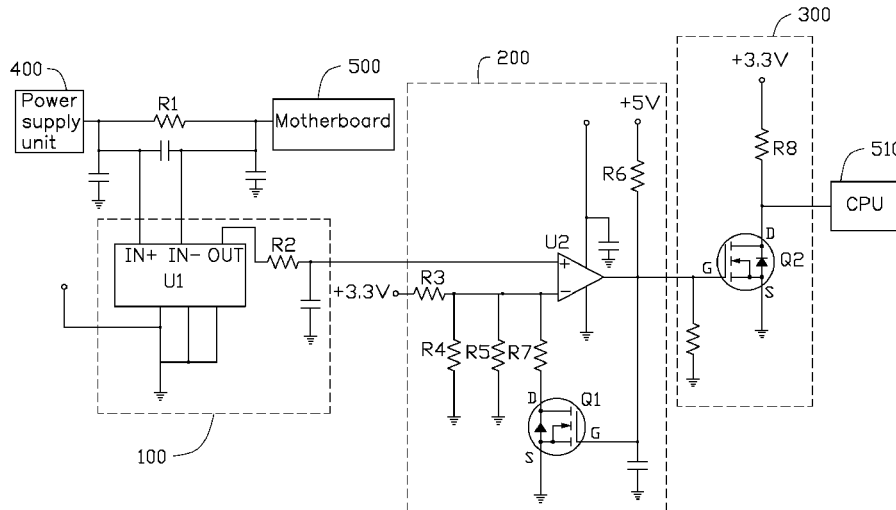 300
200
+3.3V
400
500
Power
supply
unit
R1
Motherboard
+5V
R8
510
R6
CPU
D
IN+ IN- OUT
U1
R2
U2
+
-
G
Q2
S
+3.3V
R3
R4
R5
R7
D
Q1
G
S
100